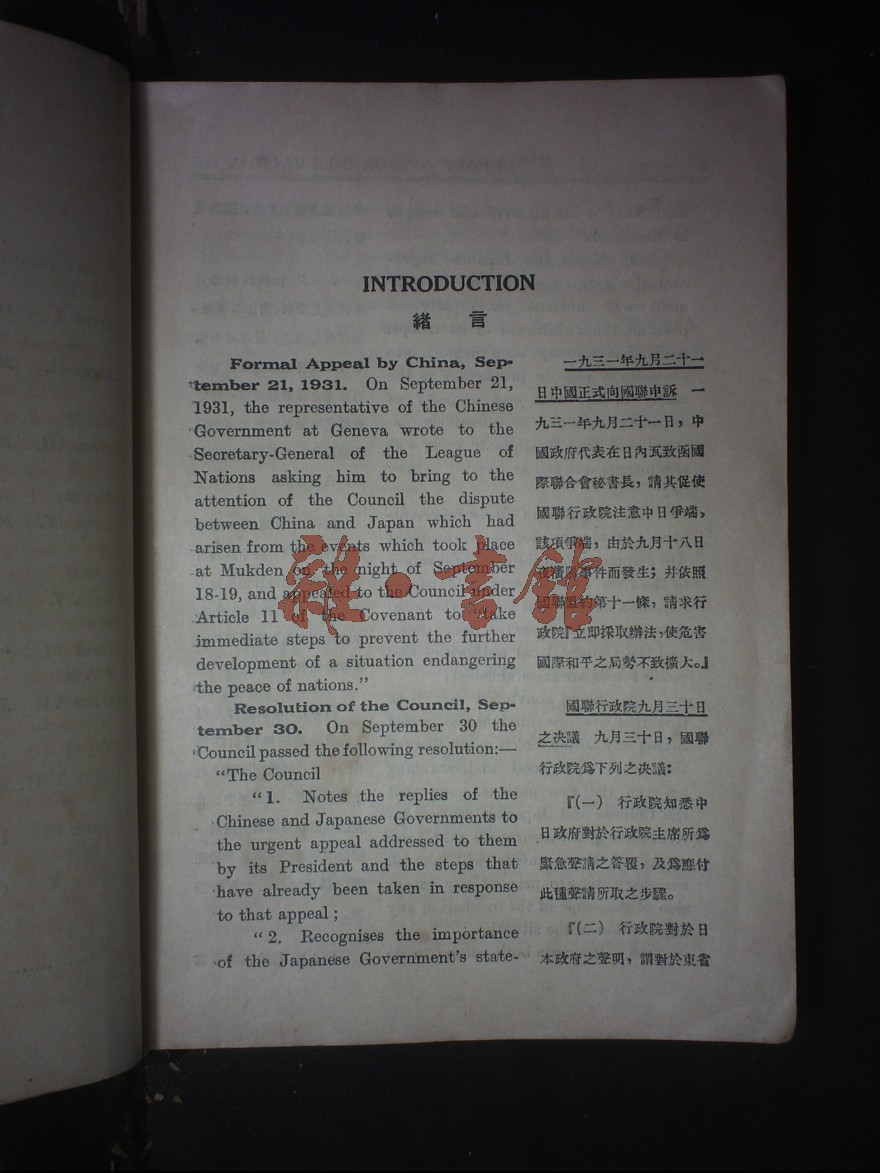 INTRODUCTION
緒 言
Formal Appeal by China, Sep-
tember 21, 1931. On September 21,
1931, the representative of the Chinese
Government at Geneva wrote to the
Secretary-General of the League of
Nations asking him to bring to the
attention of the Council the dispute
between China and Japan which had
arisen from the events which took place
at Mukden on the night of September
18-19, and appealed to the Council under
Article 11 of the Covenant to "take
immediate steps to prevent the further
development of a situation endangering
the peace of nations."
Resolution of the Council, Sep-
tember 30. On September 30 the
Council passed the following resolution:—
"The Council
"1. Notes the replies of the
Chinese and Japanese Governments to
the urgent appeal addressed to them
by its President and the steps that
have already been taken in response
to that appeal;
"2. Recognises the importance
of the Japanese Government's state-
一九三一年九月二十一
日中國正式向國聯申訴 一
九三一年九月二十一日，中
國政府代表在日內瓦致函國
際聯合會秘書長，請其促使
國聯行政院注意中日爭端，
該項爭端，由於九月十八日
夜瀋陽事件而發生；并依照
國聯盟約第十一條，請求行
政院『立即採取辦法，使危害
國際和平之局勢不致擴大。』
國聯行政院九月三十日
之決議 九月三十日，國聯
行政院爲下列之決議：
『(一) 行政院知悉中
日政府對於行政院主席所爲
緊急聲請之答覆，及爲應付
此種聲請所取之步驟。
『(二) 行政院對於日
本政府之聲明，謂對於東省
雜·書館